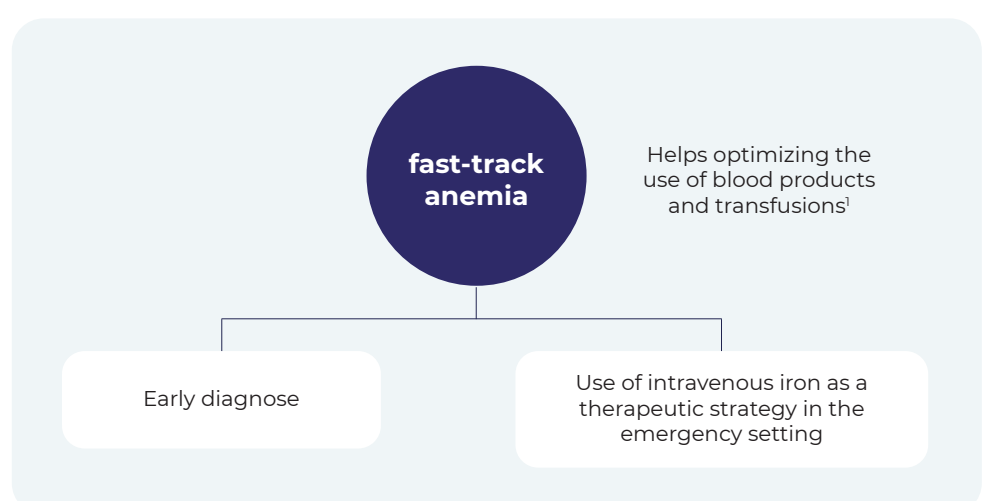 fast-track
anemia
Helps optimizing the
use of blood products
and transfusions¹
Early diagnose
Use of intravenous iron as a
therapeutic strategy in the
emergency setting